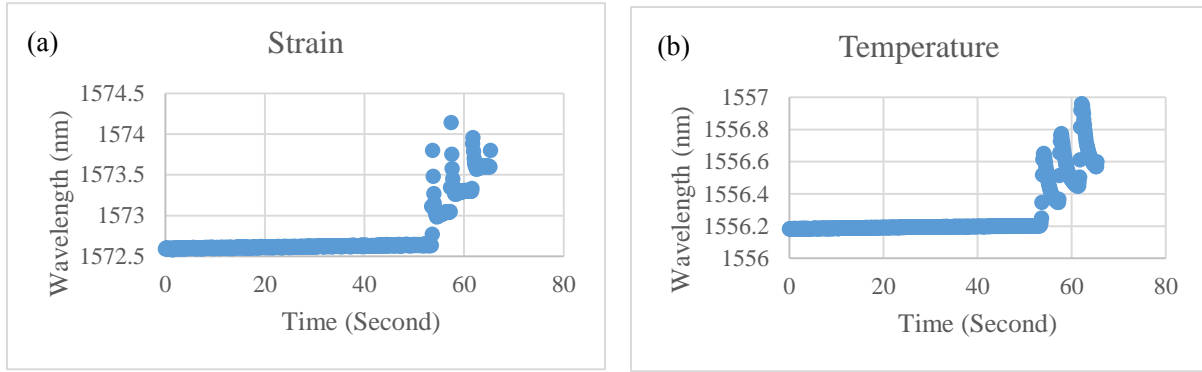 (a)
Strain
Wavelength (nm)
1574.5
1574
1573.5
1573
1572.5
0 20 40 60 80
Time (Second)
(b)
Temperature
Wavelength (nm)
1557
1556.8
1556.6
1556.4
1556.2
1556
0 20 40 60 80
Time (Second)